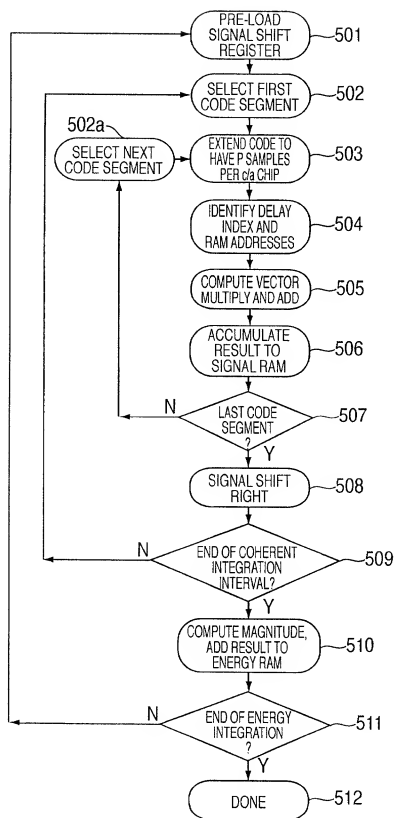 PRE-LOAD
SIGNAL SHIFT
REGISTER
501
SELECT FIRST
CODE SEGMENT
502
502a
SELECT NEXT
CODE SEGMENT
EXTEND CODE TO
HAVE P SAMPLES
PER c/a CHIP
503
IDENTIFY DELAY
INDEX AND
RAM ADDRESSES
504
COMPUTE VECTOR
MULTIPLY AND ADD
505
ACCUMULATE
RESULT TO
SIGNAL RAM
506
N
LAST CODE
SEGMENT
?
507
Y
SIGNAL SHIFT
RIGHT
508
N
END OF COHERENT
INTEGRATION
INTERVAL?
509
Y
COMPUTE MAGNITUDE,
ADD RESULT TO
ENERGY RAM
510
N
END OF ENERGY
INTEGRATION
?
511
Y
DONE
512